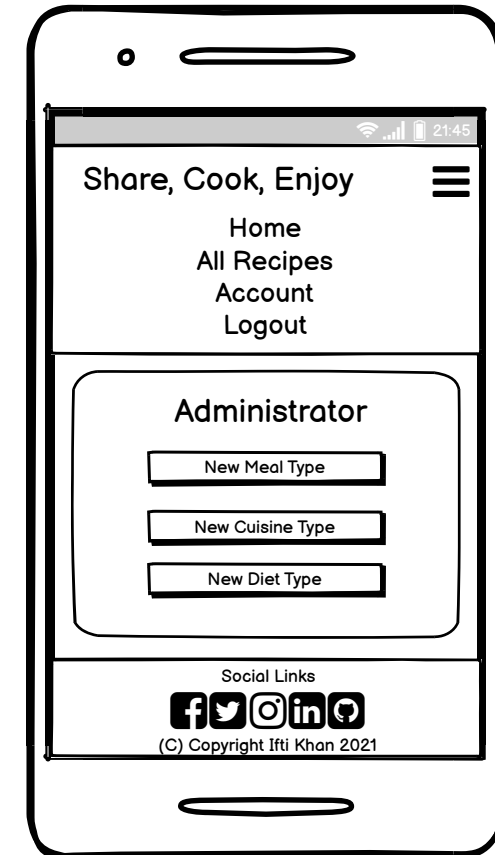 21:45
Share, Cook, Enjoy
Home
All Recipes
Account
Logout
Administrator
New Meal Type
New Cuisine Type
New Diet Type
Social Links
(C) Copyright Ifti Khan 2021